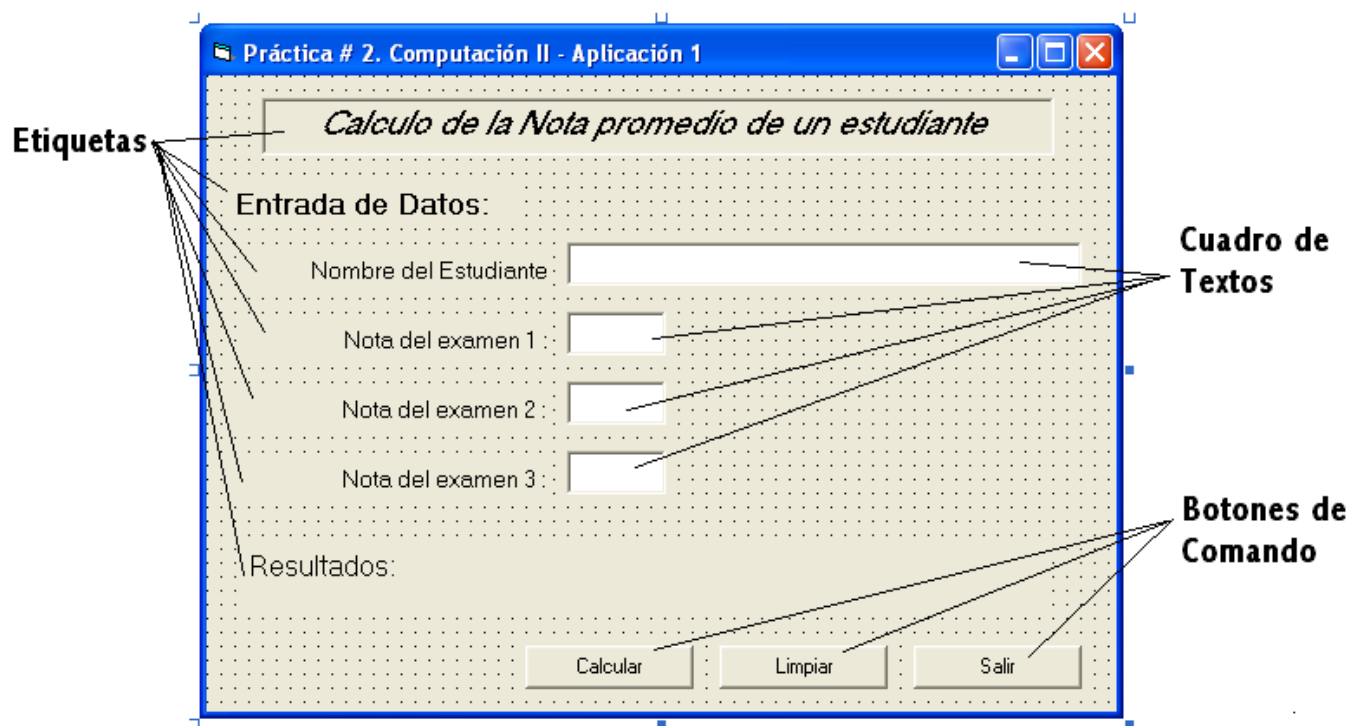 Práctica # 2. Computación II - Aplicación 1
Calculo de la Nota promedio de un estudiante
Etiquetas
Entrada de Datos:
Cuadro de
Textos
Nombre del Estudiante :
Nota del examen 1 :
Nota del examen 2 :
Nota del examen 3 :
Botones de
Comando
Resultados:
Calcular
Limpiar
Salir